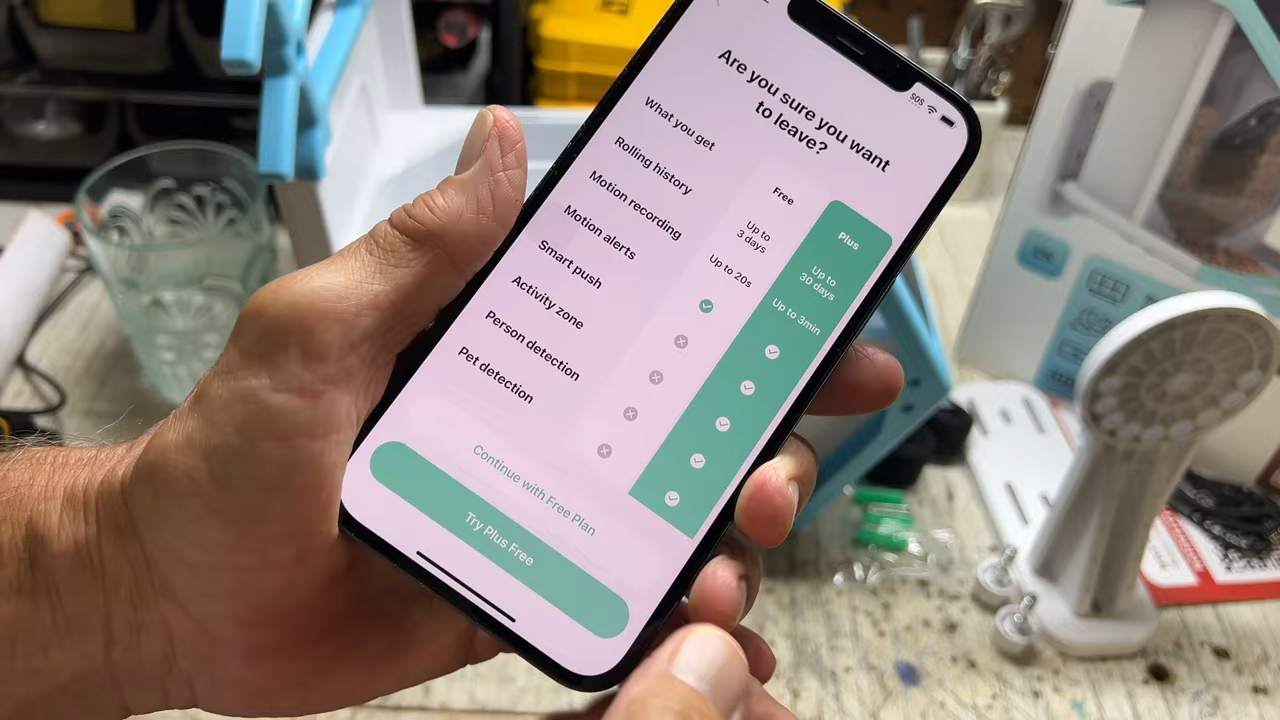 SOS
Are you sure you want
to leave?
What you get
Free
Plus
Rolling history
Up to
3 days
Up to
30 days
Motion recording
Up to 20s
Up to 3min
Motion alerts
Smart push
Activity zone
Person detection
Pet detection
Continue with Free Plan
Try Plus Free